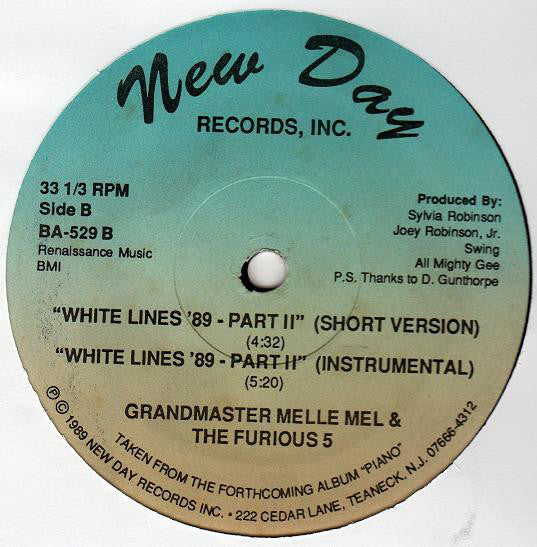 New Day
RECORDS, INC.
33 1/3 RPM
Side B
BA-529 B
Renaissance Music
BMI
Produced By:
Sylvia Robinson
Joey Robinson, Jr.
Swing
All Mighty Gee
P.S. Thanks to D. Gunthorpe
"WHITE LINES '89 - PART II" (SHORT VERSION)
(4:32)
"WHITE LINES '89 - PART II" (INSTRUMENTAL)
(5:20)
GRANDMASTER MELLE MEL &
THE FURIOUS 5
TAKEN FROM THE FORTHCOMING ALBUM "PIANO"
℗ © 1989 NEW DAY RECORDS INC. • 222 CEDAR LANE, TEANECK, N.J. 07666-4312